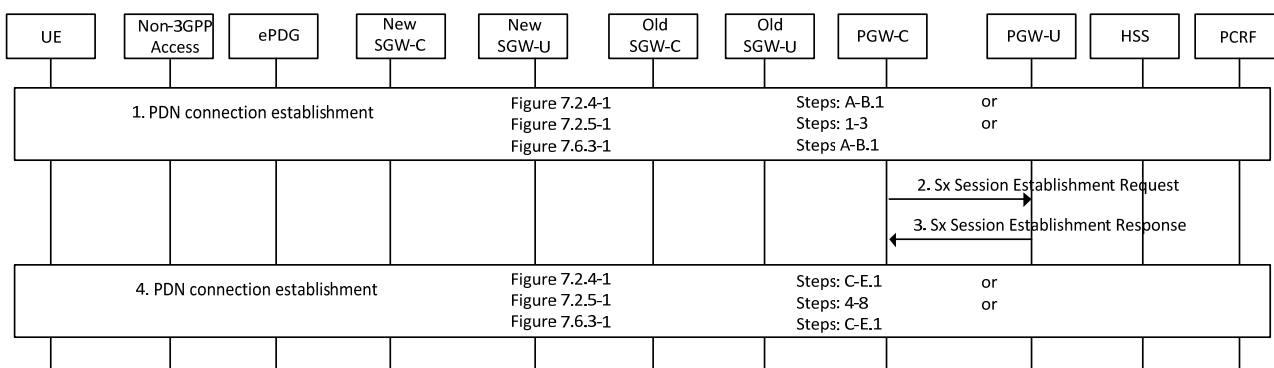 UE
Non-3GPP
Access
ePDG
New
SGW-C
New
SGW-U
Old
SGW-C
Old
SGW-U
PGW-C
PGW-U
HSS
PCRF
1. PDN connection establishment
Figure 7.2.4-1 Steps: A-B.1 or
Figure 7.2.5-1 Steps: 1-3 or
Figure 7.6.3-1 Steps A-B.1
2. Sx Session Establishment Request
3. Sx Session Establishment Response
4. PDN connection establishment
Figure 7.2.4-1 Steps: C-E.1 or
Figure 7.2.5-1 Steps: 4-8 or
Figure 7.6.3-1 Steps: C-E.1